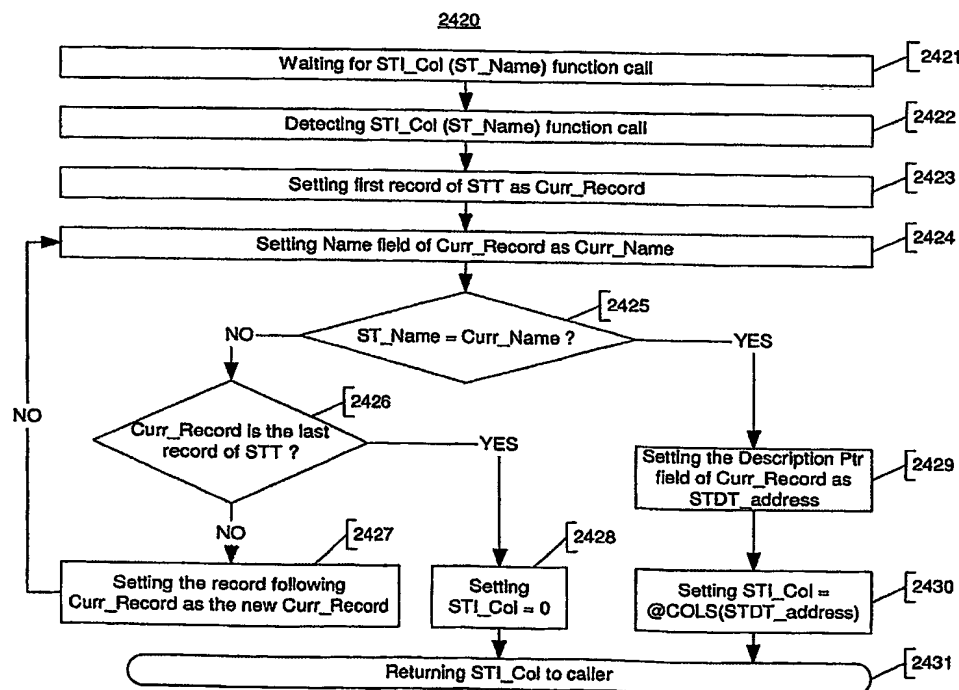 2420
Waiting for STI_Col (ST_Name) function call
2421
Detecting STI_Col (ST_Name) function call
2422
Setting first record of STT as Curr_Record
2423
Setting Name field of Curr_Record as Curr_Name
2424
2425
ST_Name = Curr_Name ?
NO
YES
2426
Curr_Record is the last
record of STT ?
YES
NO
NO
2427
Setting the record following
Curr_Record as the new Curr_Record
2428
Setting
STI_Col = 0
Setting the Description Ptr
field of Curr_Record as
STDT_address
2429
Setting STI_Col =
@COLS(STDT_address)
2430
Returning STI_Col to caller
2431